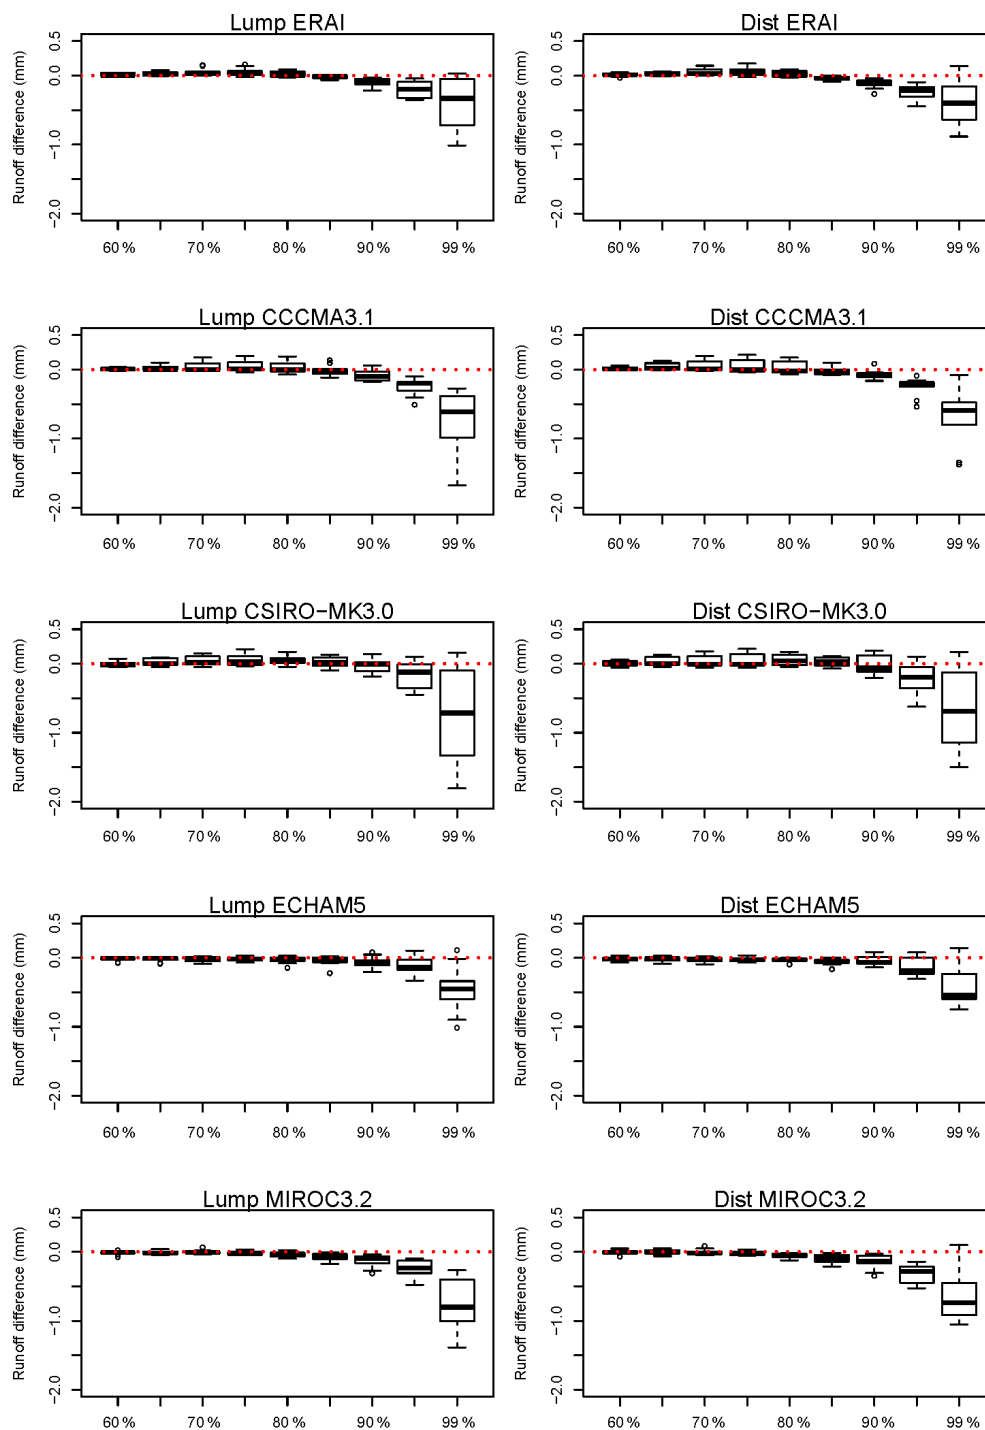 Lump ERAI
Runoff difference (mm)
0.5
0.0
−1.0
−2.0
60 % 70 % 80 % 90 % 99 %
Dist ERAI
Runoff difference (mm)
0.5
0.0
−1.0
−2.0
60 % 70 % 80 % 90 % 99 %
Lump CCCMA3.1
Runoff difference (mm)
0.5
0.0
−1.0
−2.0
60 % 70 % 80 % 90 % 99 %
Dist CCCMA3.1
Runoff difference (mm)
0.5
0.0
−1.0
−2.0
60 % 70 % 80 % 90 % 99 %
Lump CSIRO−MK3.0
Runoff difference (mm)
0.5
0.0
−1.0
−2.0
60 % 70 % 80 % 90 % 99 %
Dist CSIRO−MK3.0
Runoff difference (mm)
0.5
0.0
−1.0
−2.0
60 % 70 % 80 % 90 % 99 %
Lump ECHAM5
Runoff difference (mm)
0.5
0.0
−1.0
−2.0
60 % 70 % 80 % 90 % 99 %
Dist ECHAM5
Runoff difference (mm)
0.5
0.0
−1.0
−2.0
60 % 70 % 80 % 90 % 99 %
Lump MIROC3.2
Runoff difference (mm)
0.5
0.0
−1.0
−2.0
60 % 70 % 80 % 90 % 99 %
Dist MIROC3.2
Runoff difference (mm)
0.5
0.0
−1.0
−2.0
60 % 70 % 80 % 90 % 99 %